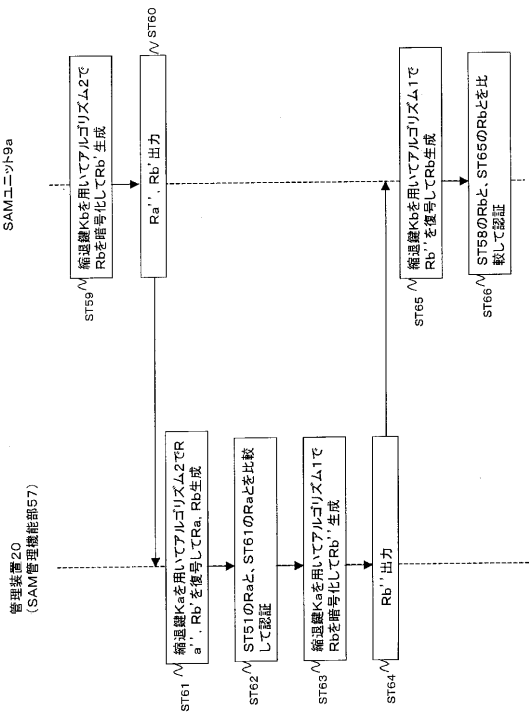 SAMユニット9a
ST59
縮退鍵Kbを用いてアルゴリズム2で
Rbを暗号化してRb'生成
Ra'', Rb'出力
ST60
管理装置20
(SAM管理機能部57)
縮退鍵Kaを用いてアルゴリズム2でR
a'', Rb'を復号してRa, Rb生成
ST61
ST51のRaと、ST61のRaとを比較
して認証
ST62
縮退鍵Kaを用いてアルゴリズム1で
Rbを暗号化してRb''生成
ST63
Rb''出力
ST64
縮退鍵Kbを用いてアルゴリズム1で
Rb''を復号してRb生成
ST65
ST58のRbと、ST65のRbとを比
較して認証
ST66